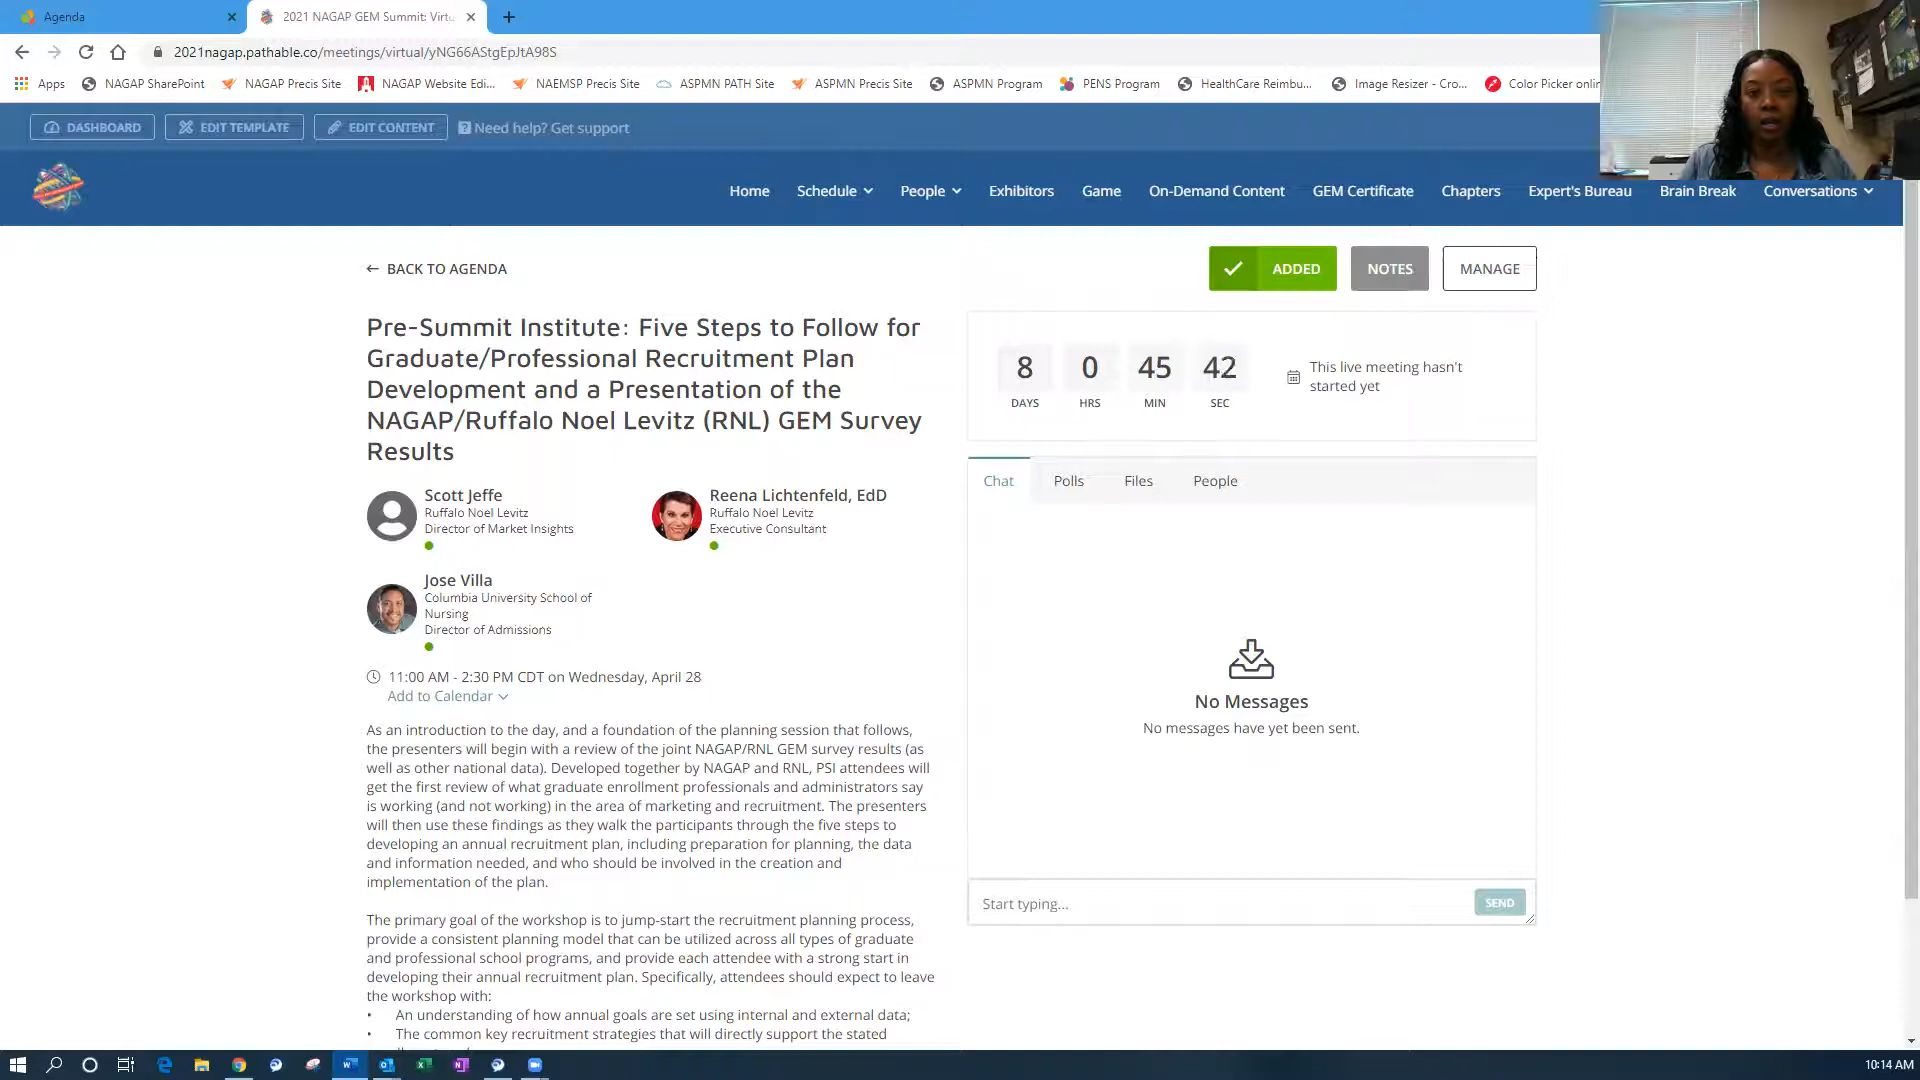 Agenda
2021 NAGAP GEM Summit: Virtu
2021nagap.pathable.co/meetings/virtual/yNG66AStgEpJtA98S
Apps
NAGAP SharePoint
NAGAP Precis Site
NAGAP Website Edi...
NAEMSP Precis Site
ASPMN PATH Site
ASPMN Precis Site
ASPMN Program
PENS Program
HealthCare Reimbu...
Image Resizer - Cro...
Color Picker onlin
DASHBOARD
EDIT TEMPLATE
EDIT CONTENT
Need help? Get support
Home
Schedule
People
Exhibitors
Game
On-Demand Content
GEM Certificate
Chapters
Expert's Bureau
Brain Break
Conversations
BACK TO AGENDA
ADDED
NOTES
MANAGE
Pre-Summit Institute: Five Steps to Follow for
Graduate/Professional Recruitment Plan
Development and a Presentation of the
NAGAP/Ruffalo Noel Levitz (RNL) GEM Survey
Results
Scott Jeffe
Ruffalo Noel Levitz
Director of Market Insights
Reena Lichtenfeld, EdD
Ruffalo Noel Levitz
Executive Consultant
Jose Villa
Columbia University School of
Nursing
Director of Admissions
11:00 AM - 2:30 PM CDT on Wednesday, April 28
Add to Calendar
As an introduction to the day, and a foundation of the planning session that follows,
the presenters will begin with a review of the joint NAGAP/RNL GEM survey results (as
well as other national data). Developed together by NAGAP and RNL, PSI attendees will
get the first review of what graduate enrollment professionals and administrators say
is working (and not working) in the area of marketing and recruitment. The presenters
will then use these findings as they walk the participants through the five steps to
developing an annual recruitment plan, including preparation for planning, the data
and information needed, and who should be involved in the creation and
implementation of the plan.
The primary goal of the workshop is to jump-start the recruitment planning process,
provide a consistent planning model that can be utilized across all types of graduate
and professional school programs, and provide each attendee with a strong start in
developing their annual recruitment plan. Specifically, attendees should expect to leave
the workshop with:
• An understanding of how annual goals are set using internal and external data;
• The common key recruitment strategies that will directly support the stated
8 0 45 42
DAYS HRS MIN SEC
This live meeting hasn't
started yet
Chat
Polls
Files
People
No Messages
No messages have yet been sent.
Start typing...
SEND
10:14 AM